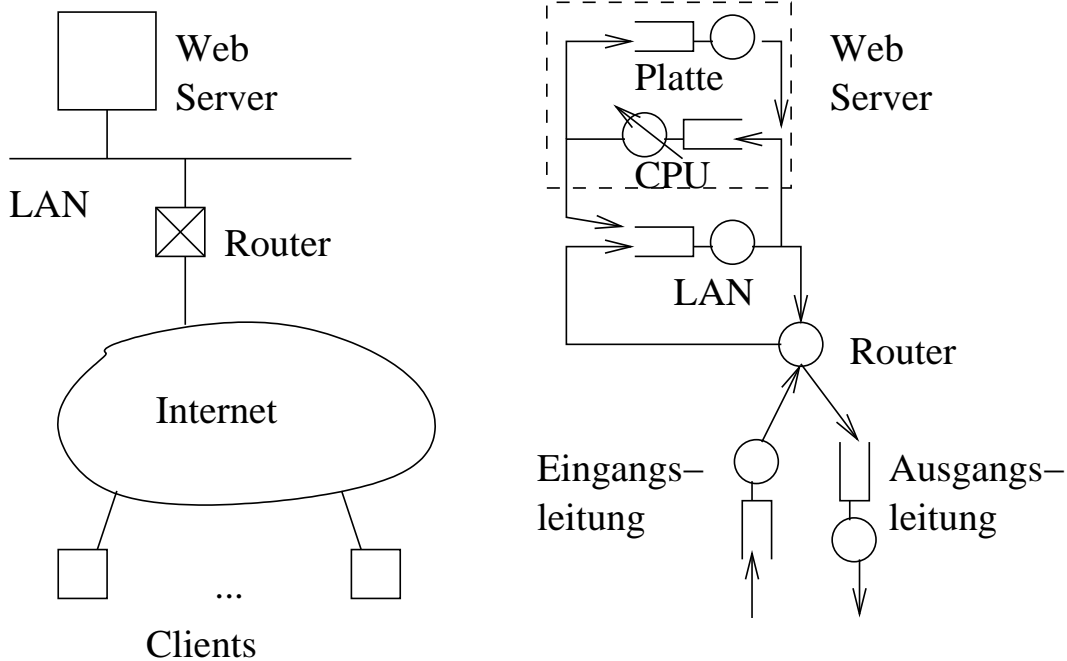 Web
Server
LAN
Router
Internet
...
Clients
Platte
CPU
Web
Server
LAN
Router
Eingangs–
leitung
Ausgangs–
leitung